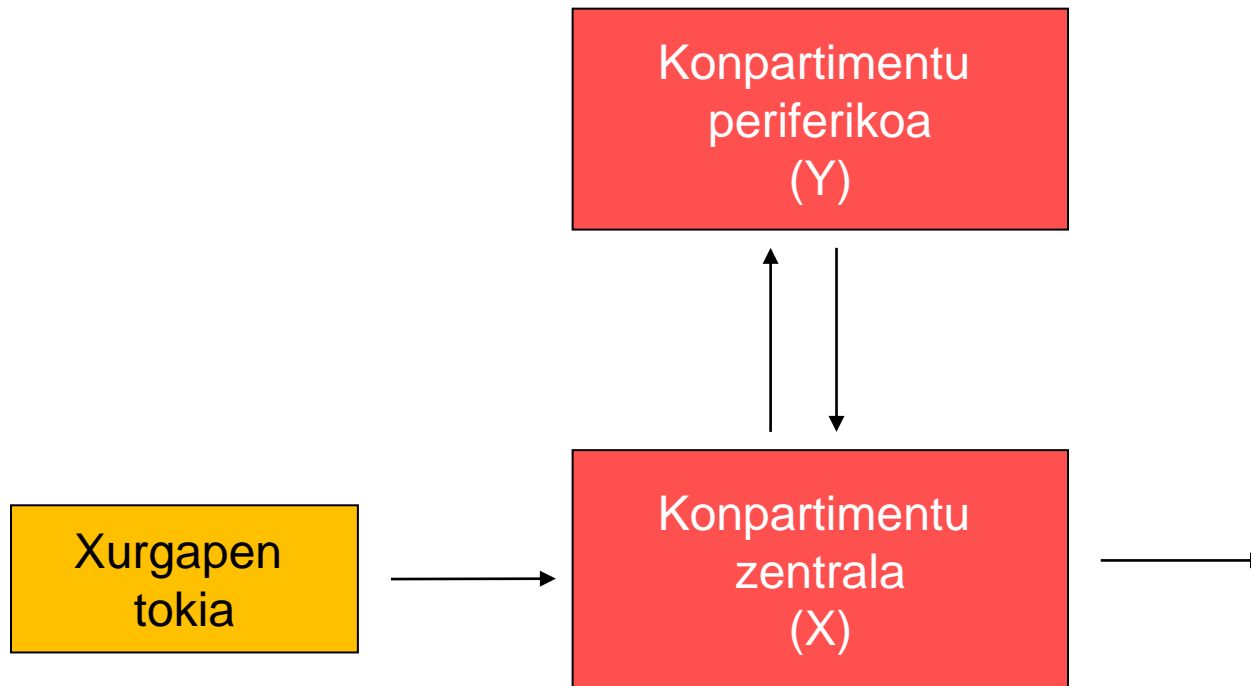 Konpartimentu
periferikoa
(Y)
Xurgapen
tokia
Konpartimentu
zentrala
(X)